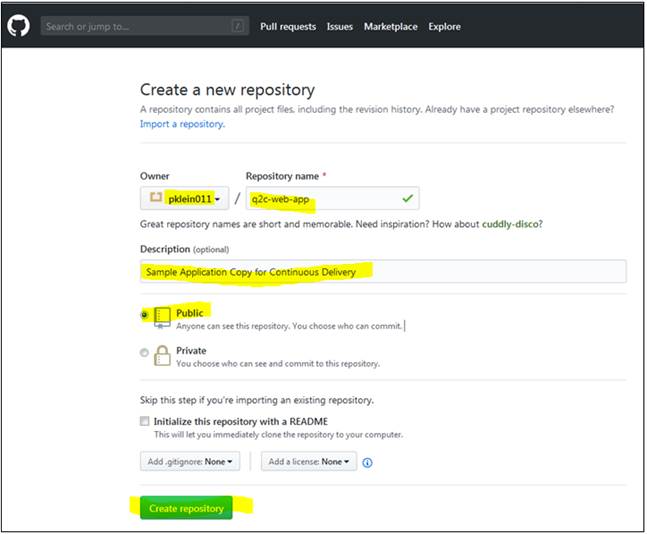 Search or jump to... /
Pull requests Issues Marketplace Explore
Create a new repository
A repository contains all project files, including the revision history. Already have a project repository elsewhere?
Import a repository.
Owner Repository name *
pklein011 / q2c-web-app
Great repository names are short and memorable. Need inspiration? How about cuddly-disco?
Description (optional)
Sample Application Copy for Continuous Delivery
Public
Anyone can see this repository. You choose who can commit.
Private
You choose who can see and commit to this repository.
Skip this step if you're importing an existing repository.
Initialize this repository with a README
This will let you immediately clone the repository to your computer.
Add .gitignore: None Add a license: None
Create repository